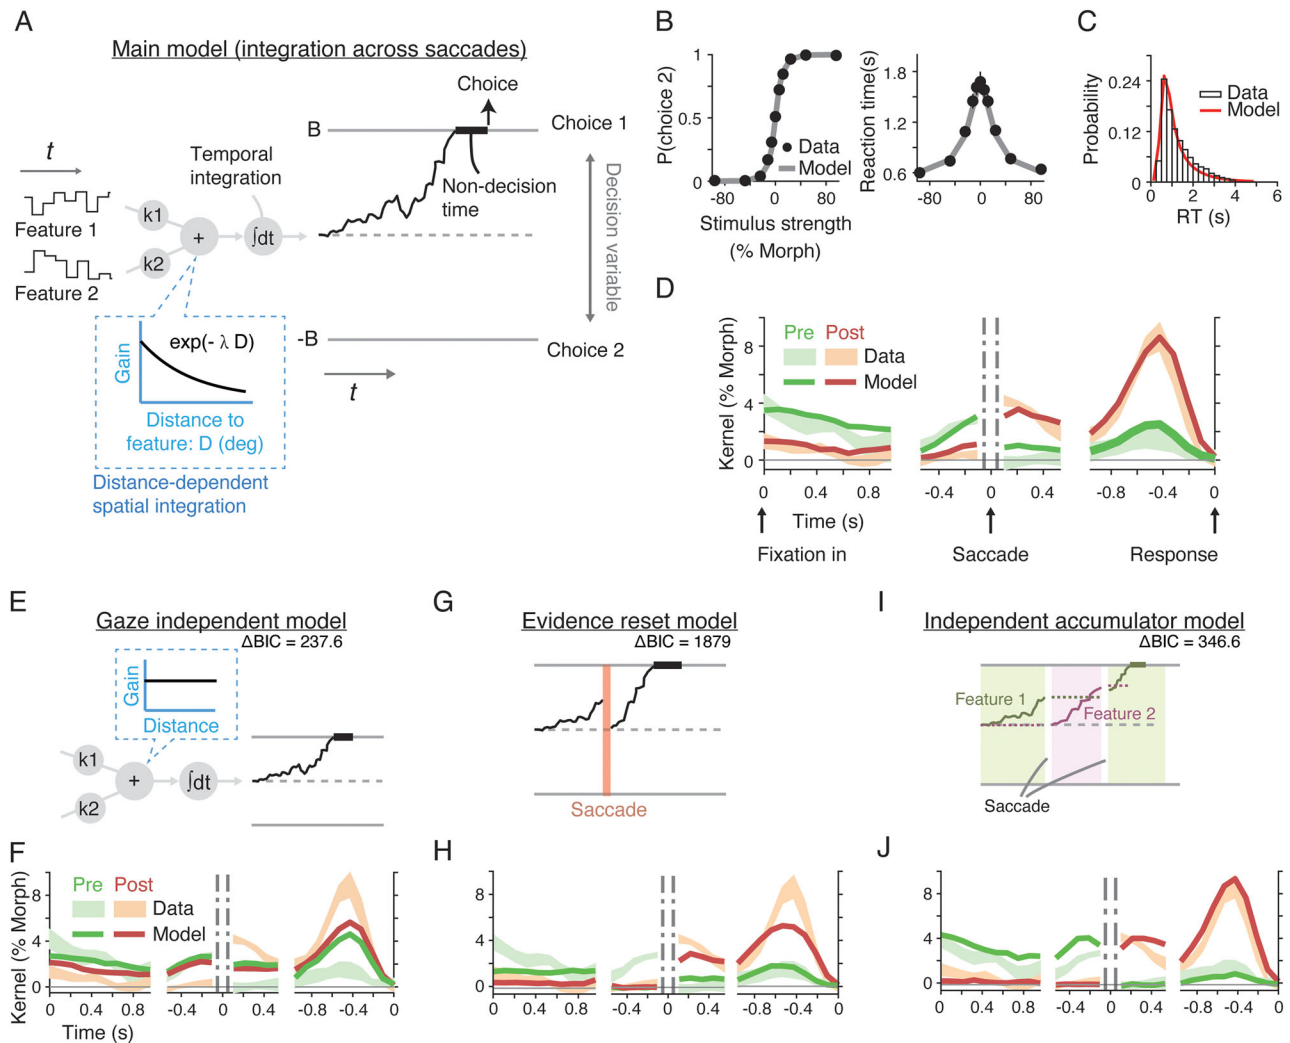 A
Main model (integration across saccades)
Choice
B
Choice 1
t
Temporal
integration
Non-decision
time
Feature 1
k1
+
∫dt
k2
Feature 2
Decision variable
exp(- λ D)
Gain
-B
Choice 2
t
Distance to
feature: D (deg)
Distance-dependent
spatial integration
B
P(choice 2)
1
0.5
0
Data
Model
-80 0 80
Stimulus strength
(% Morph)
Reaction time(s)
1.8
1.2
0.6
-80 0 80
C
Probability
0.24
0.12
0
Data
Model
0 2 4 6
RT (s)
D
Kernel (% Morph)
8
4
0
Pre Post
Data
Model
0 0.4 0.8 -0.4 0 0.4 -0.8 -0.4 0
Time (s)
Fixation in Saccade Response
E
Gaze independent model
ΔBIC = 237.6
Gain
Distance
k1
+
∫dt
k2
G
Evidence reset model
ΔBIC = 1879
Saccade
I
Independent accumulator model
ΔBIC = 346.6
Feature 1
Feature 2
Saccade
F
Kernel (% Morph)
8
4
0
Pre Post
Data
Model
0 0.4 0.8 -0.4 0 0.4 -0.8 -0.4 0
Time (s)
H
8
4
0
0 0.4 0.8 -0.4 0 0.4 -0.8 -0.4 0
J
8
4
0
0 0.4 0.8 -0.4 0 0.4 -0.8 -0.4 0